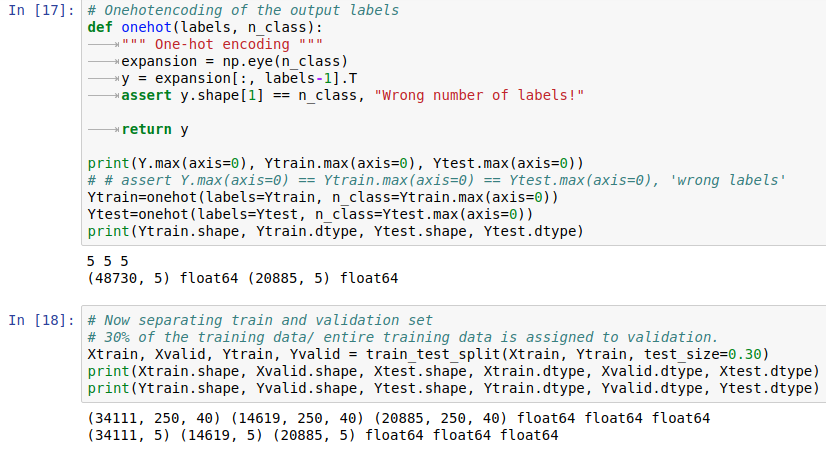 In [17]: # Onehotencoding of the output labels
def onehot(labels, n_class):
""" One-hot encoding """
expansion = np.eye(n_class)
y = expansion[:, labels-1].T
assert y.shape[1] == n_class, "Wrong number of labels!"
return y
print(Y.max(axis=0), Ytrain.max(axis=0), Ytest.max(axis=0))
# # assert Y.max(axis=0) == Ytrain.max(axis=0) == Ytest.max(axis=0), 'wrong labels'
Ytrain=onehot(labels=Ytrain, n_class=Ytrain.max(axis=0))
Ytest=onehot(labels=Ytest, n_class=Ytest.max(axis=0))
print(Ytrain.shape, Ytrain.dtype, Ytest.shape, Ytest.dtype)
5 5 5
(48730, 5) float64 (20885, 5) float64
In [18]: # Now separating train and validation set
# 30% of the training data/ entire training data is assigned to validation.
Xtrain, Xvalid, Ytrain, Yvalid = train_test_split(Xtrain, Ytrain, test_size=0.30)
print(Xtrain.shape, Xvalid.shape, Xtest.shape, Xtrain.dtype, Xvalid.dtype, Xtest.dtype)
print(Ytrain.shape, Yvalid.shape, Ytest.shape, Ytrain.dtype, Yvalid.dtype, Ytest.dtype)
(34111, 250, 40) (14619, 250, 40) (20885, 250, 40) float64 float64 float64
(34111, 5) (14619, 5) (20885, 5) float64 float64 float64